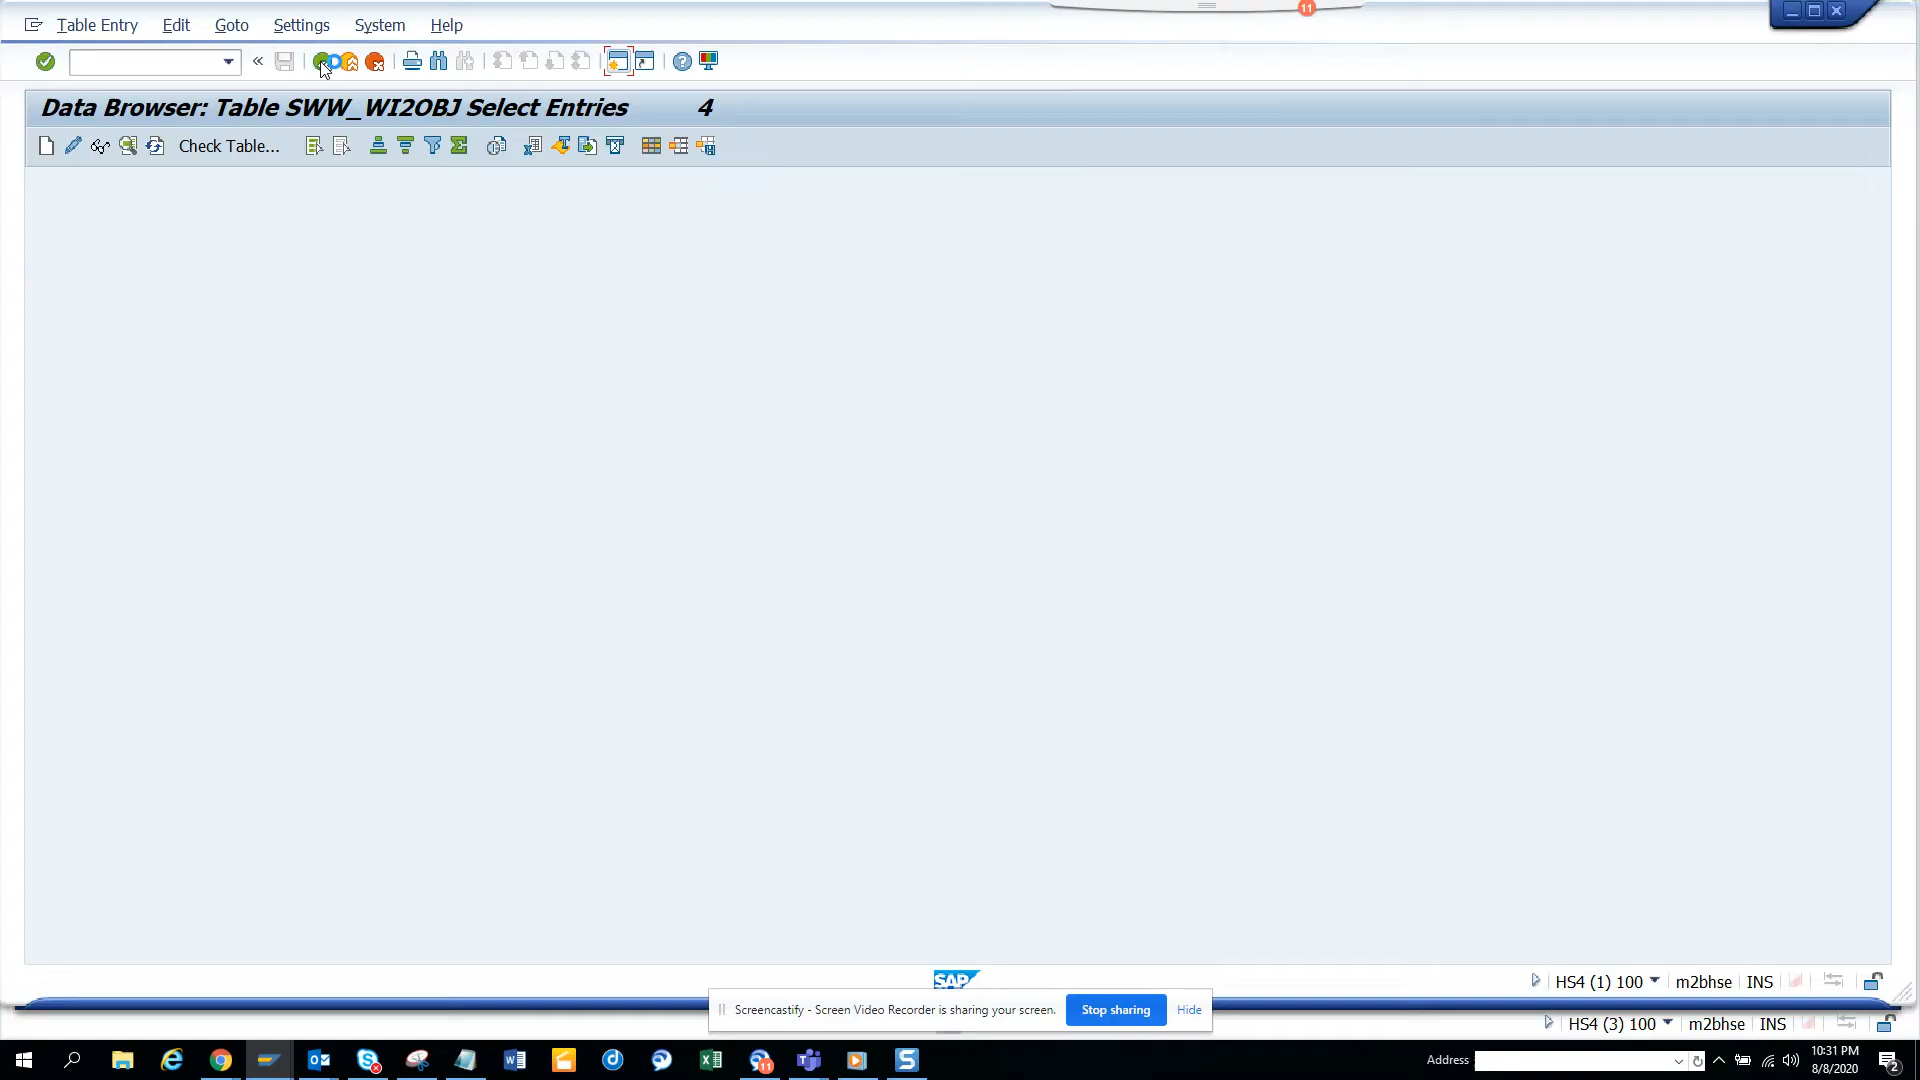 11
Table Entry Edit Goto Settings System Help
Data Browser: Table SWW_WI2OBJ Select Entries 4
Check Table...
SAP
HS4 (1) 100 m2bhse INS
Screencastify - Screen Video Recorder is sharing your screen. Stop sharing Hide
HS4 (3) 100 m2bhse INS
11
Address
10:31 PM
8/8/2020
2